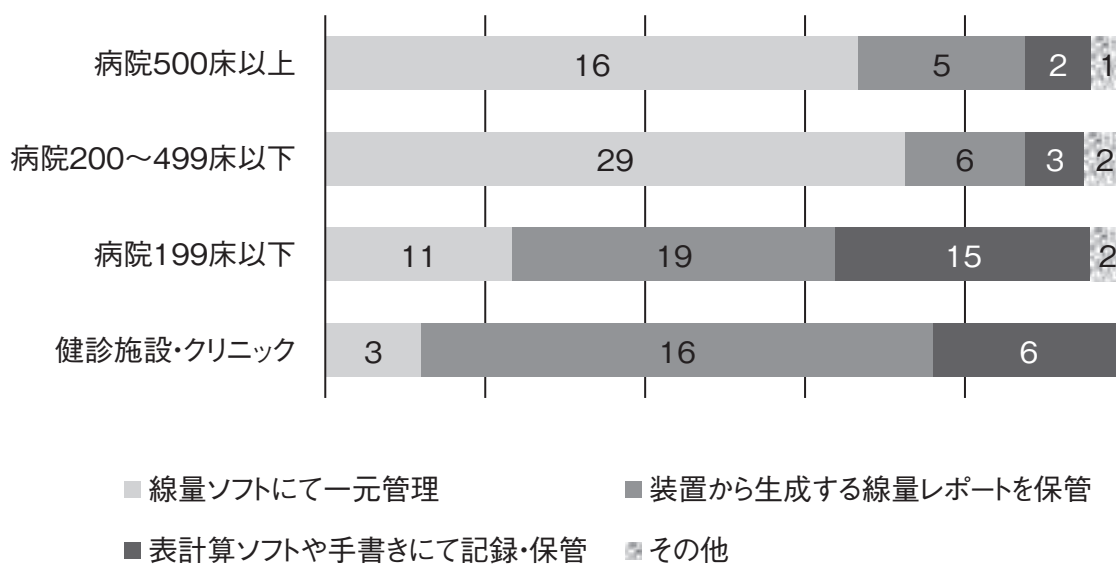 病院500床以上 16 5 2 1
病院200～499床以下 29 6 3 2
病院199床以下 11 19 15 2
健診施設・クリニック 3 16 6
線量ソフトにて一元管理 装置から生成する線量レポートを保管
表計算ソフトや手書きにて記録・保管 その他